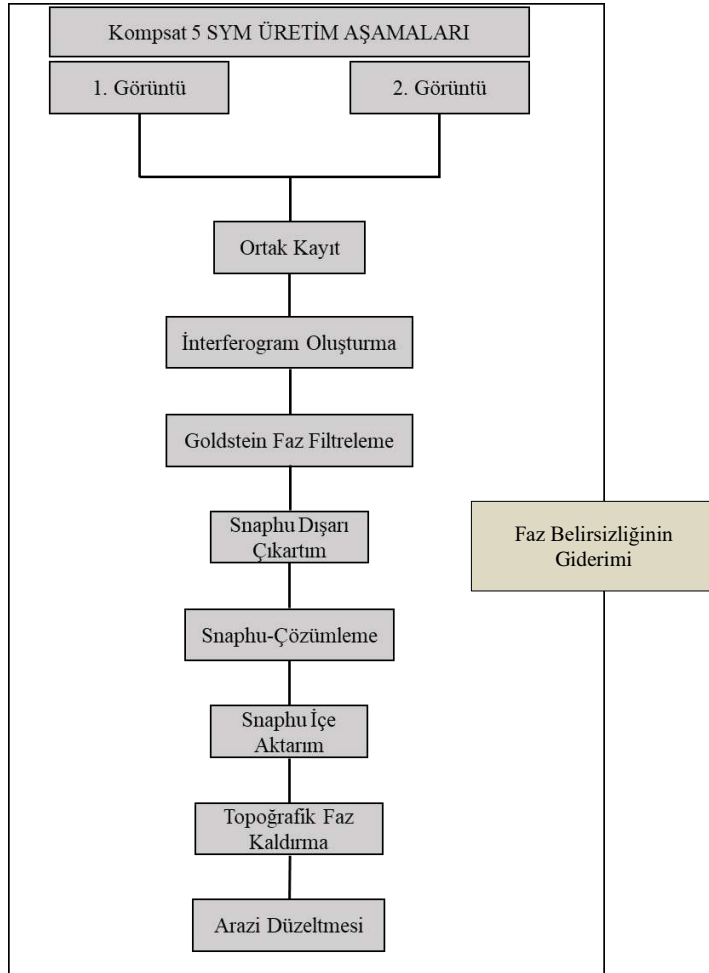 Kompsat 5 SYM ÜRETİM AŞAMALARI
1. Görüntü
2. Görüntü
Ortak Kayıt
İnterferogram Oluşturma
Goldstein Faz Filtreleme
Snaphu Dışarı
Çıkartım
Faz Belirsizliğinin
Giderimi
Snaphu-Çözümleme
Snaphu İçe
Aktarım
Topoğrafik Faz
Kaldırma
Arazi Düzeltmesi